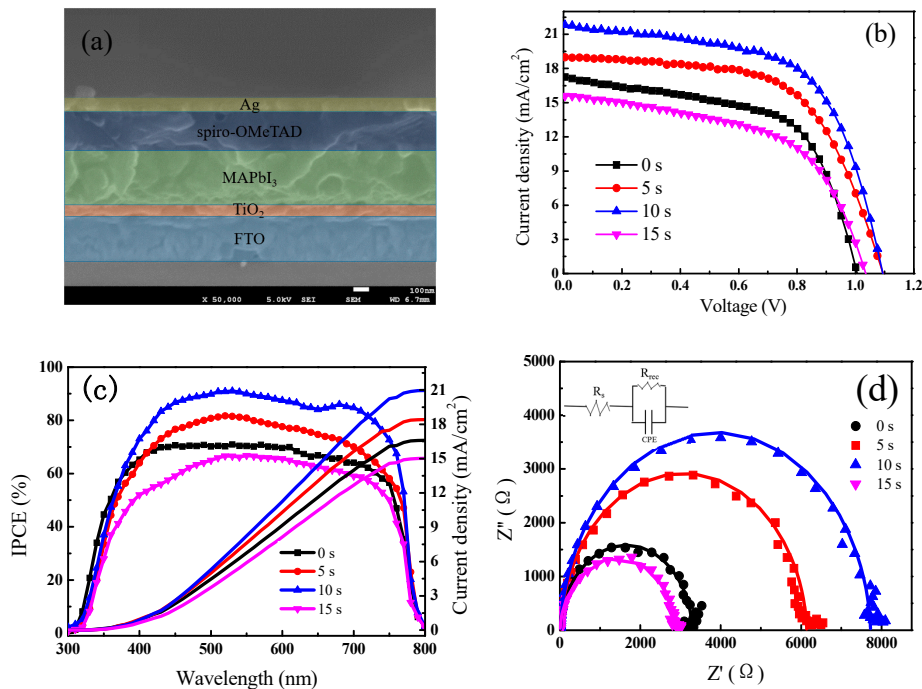 (a)
Ag
spiro-OMeTAD
MAPbI3
TiO2
FTO
100nm
X 50,000 5.0kV SEI SEM WD 6.7mm
(b)
Current density (mA/cm2)
21
18
15
12
9
6
3
0
0 s
5 s
10 s
15 s
0.0 0.2 0.4 0.6 0.8 1.0 1.2
Voltage (V)
(c)
IPCE (%)
100
80
60
40
20
0
0 s
5 s
10 s
15 s
27
24
21
18
15
12
9
6
3
0
Current density (mA/cm2)
300 400 500 600 700 800
Wavelength (nm)
(d)
Z'' (Ω)
5000
4000
3000
2000
1000
0
Rs
Rrec
CPE
0 s
5 s
10 s
15 s
0 2000 4000 6000 8000
Z' (Ω)